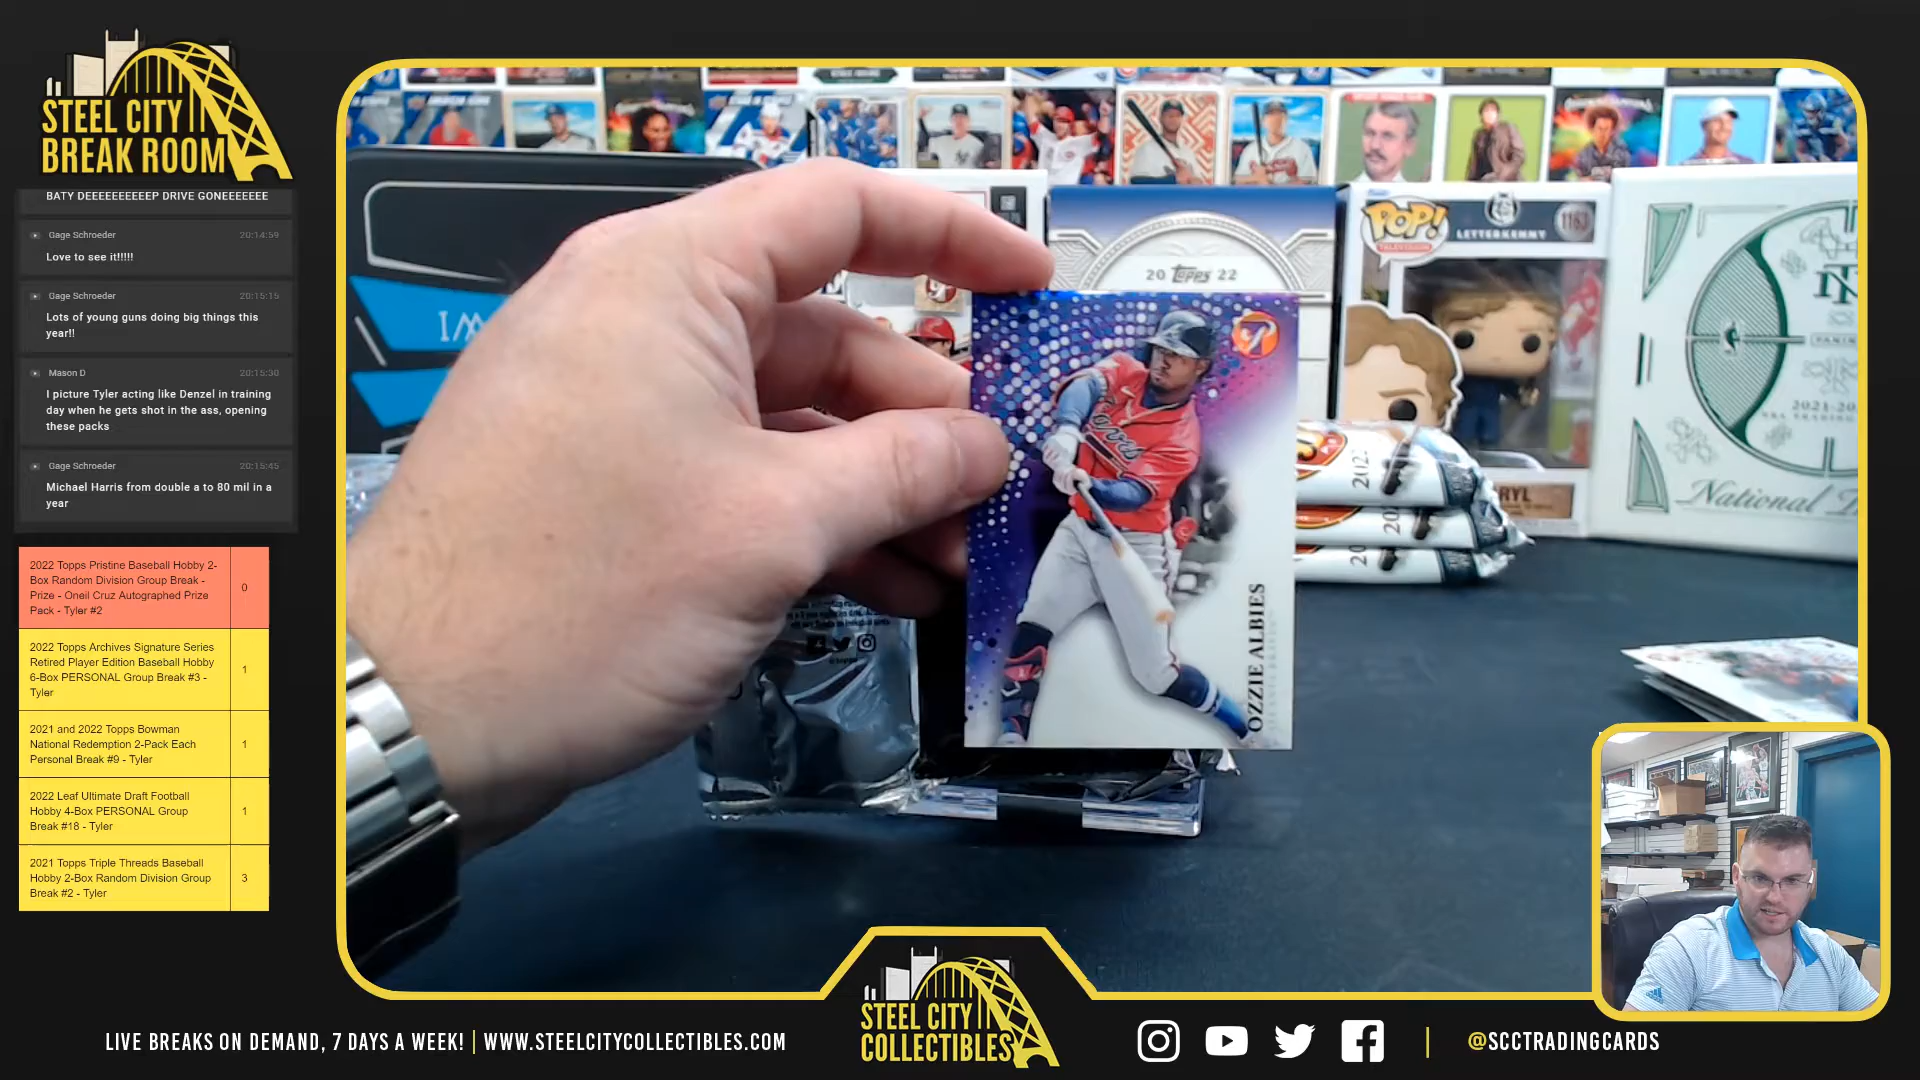 STEEL CITY
BREAK ROOM
BATY DEEEEEEEEEEP DRIVE GONEEEEEEE
Gage Schroeder 20:14:59
Love to see it!!!!!
Gage Schroeder 20:15:15
Lots of young guns doing big things this
year!!
Mason D 20:15:30
I picture Tyler acting like Denzel in training
day when he gets shot in the ass, opening
these packs
Gage Schroeder 20:15:45
Michael Harris from double a to 80 mil in a
year
2022 Topps Pristine Baseball Hobby 2-
Box Random Division Group Break -
Prize - Oneil Cruz Autographed Prize
Pack - Tyler #2
0
2022 Topps Archives Signature Series
Retired Player Edition Baseball Hobby
6-Box PERSONAL Group Break #3 -
Tyler
1
2021 and 2022 Topps Bowman
National Redemption 2-Pack Each
Personal Break #9 - Tyler
1
2022 Leaf Ultimate Draft Football
Hobby 4-Box PERSONAL Group
Break #18 - Tyler
1
2021 Topps Triple Threads Baseball
Hobby 2-Box Random Division Group
Break #2 - Tyler
3
20 Topps 22
POP!
TELEVISION
LETTERKENNY
1163
OZZIE ALBIES
2021-20
National
STEEL CITY
COLLECTIBLES
LIVE BREAKS ON DEMAND, 7 DAYS A WEEK! | WWW.STEELCITYCOLLECTIBLES.COM
@SCCTRADINGCARDS